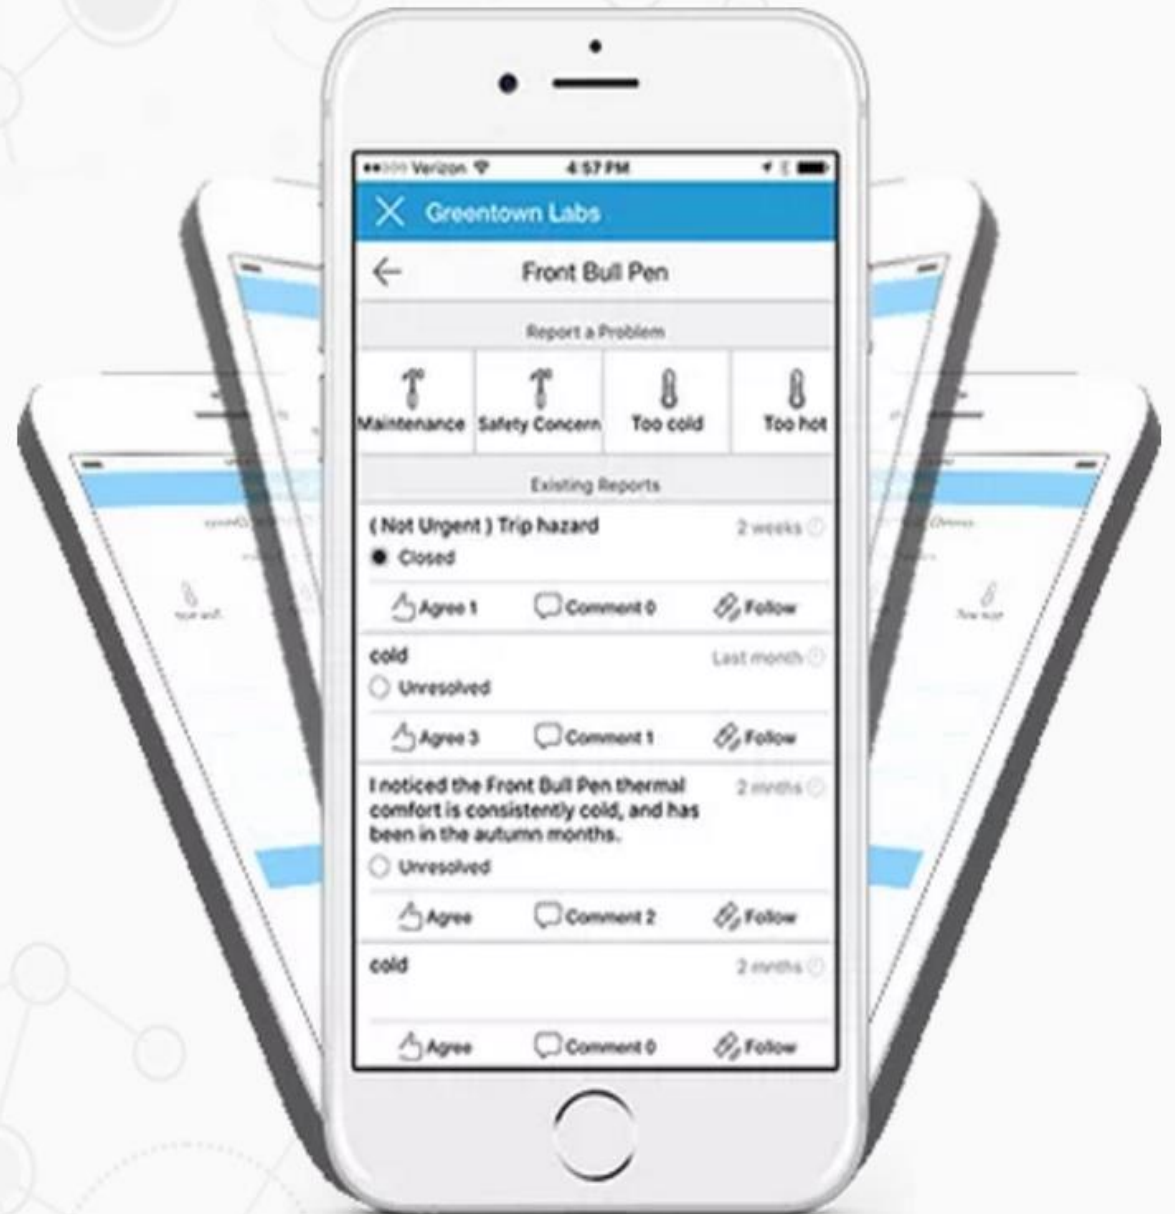 Verizon 4:57 PM
Greentown Labs
Front Bull Pen
Report a Problem
Maintenance Safety Concern Too cold Too hot
Existing Reports
( Not Urgent ) Trip hazard 2 weeks
Closed
Agree 1 Comment 0 Follow
cold Last month
Unresolved
Agree 3 Comment 1 Follow
I noticed the Front Bull Pen thermal 2 mnths
comfort is consistently cold, and has
been in the autumn months.
Unresolved
Agree Comment 2 Follow
cold 2 mnths
Agree Comment 0 Follow